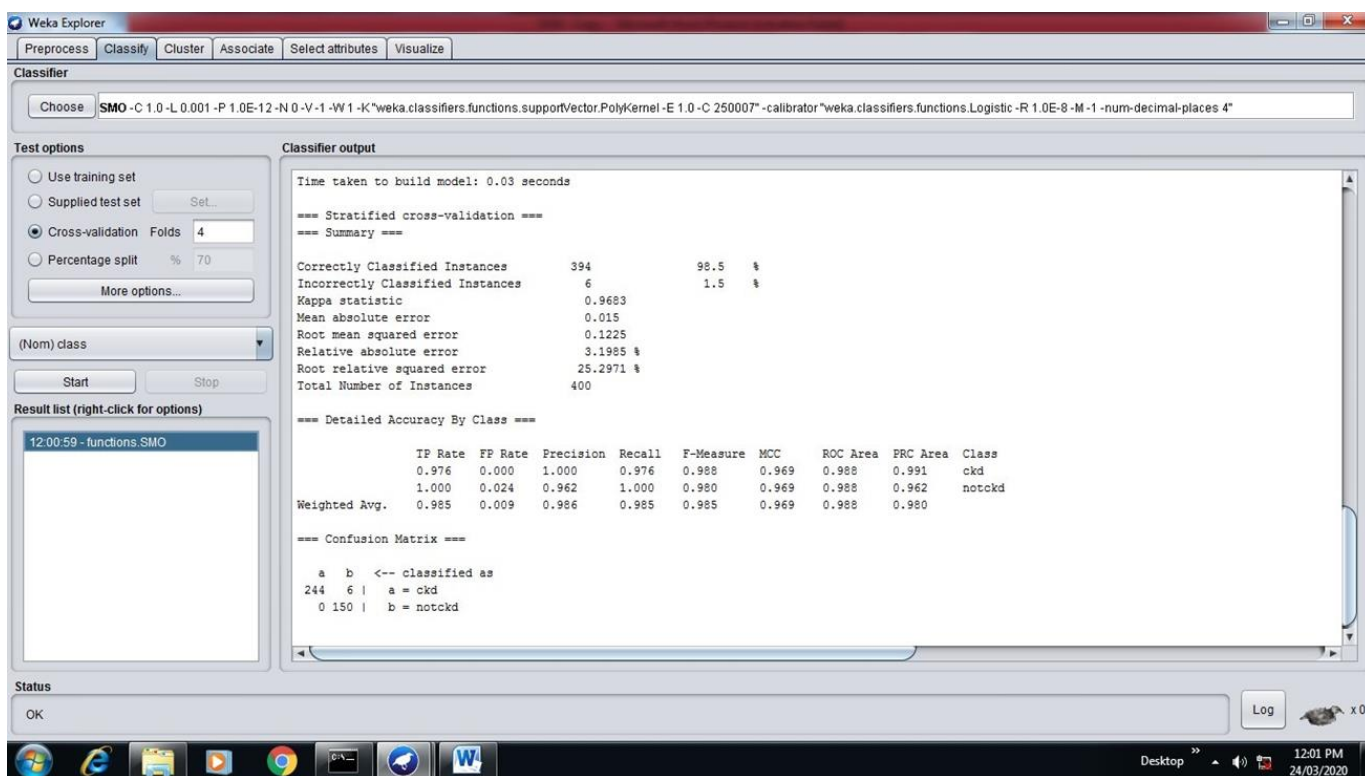 Weka Explorer
Preprocess Classify Cluster Associate Select attributes Visualize
Classifier
Choose SMO -C 1.0 -L 0.001 -P 1.0E-12 -N 0 -V -1 -W 1 -K "weka.classifiers.functions.supportVector.PolyKernel -E 1.0 -C 250007" -calibrator "weka.classifiers.functions.Logistic -R 1.0E-8 -M -1 -num-decimal-places 4"
Test options
Use training set
Supplied test set Set...
Cross-validation Folds 4
Percentage split % 70
More options...
(Nom) class
Start Stop
Result list (right-click for options)
12:00:59 - functions.SMO
Classifier output
Time taken to build model: 0.03 seconds
=== Stratified cross-validation ===
=== Summary ===
Correctly Classified Instances 394 98.5 %
Incorrectly Classified Instances 6 1.5 %
Kappa statistic 0.9683
Mean absolute error 0.015
Root mean squared error 0.1225
Relative absolute error 3.1985 %
Root relative squared error 25.2971 %
Total Number of Instances 400
=== Detailed Accuracy By Class ===
TP Rate FP Rate Precision Recall F-Measure MCC ROC Area PRC Area Class
0.976 0.000 1.000 0.976 0.988 0.969 0.988 0.991 ckd
1.000 0.024 0.962 1.000 0.980 0.969 0.988 0.962 notckd
Weighted Avg. 0.985 0.009 0.986 0.985 0.985 0.969 0.988 0.980
=== Confusion Matrix ===
a b <-- classified as
244 6 | a = ckd
0 150 | b = notckd
Status
OK
Log x 0
Desktop 12:01 PM
24/03/2020